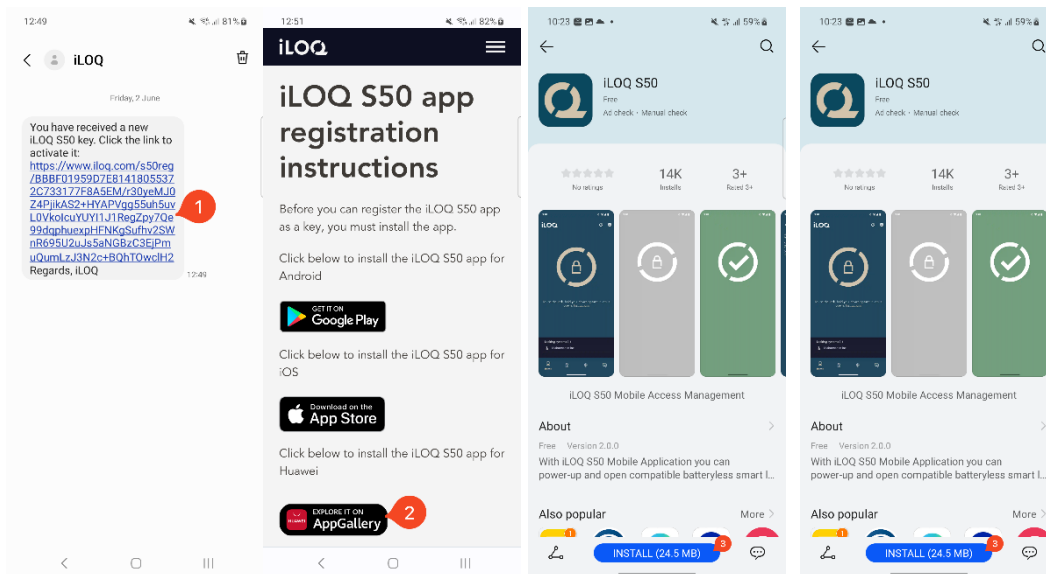 12:49
81%
iLOQ
Friday, 2 June
You have received a new
iLOQ S50 key. Click the link to
activate it:
https://www.iloq.com/s50reg
/BBBF01959D7E8141805537
2C733177F8A5EM/r30yeMJ0
Z4PjikAS2+HYAPVgg55uh5uv
L0VkolcuYUYI1J1RegZpy7Qe
99dqphuexpHFNKgSufhv2SW
nR695U2uJs5aNGBzC3EjPm
uQumLzJ3N2c+BQhTOwclH2
Regards, iLOQ
12:49
1
12:51
82%
iLOQ
iLOQ S50 app
registration
instructions
Before you can register the iLOQ S50 app
as a key, you must install the app.
Click below to install the iLOQ S50 app for
Android
GET IT ON
Google Play
Click below to install the iLOQ S50 app for
iOS
Download on the
App Store
Click below to install the iLOQ S50 app for
Huawei
HUAWEI
EXPLORE IT ON
AppGallery
2
10:23
59%
iLOQ S50
Free
Ad check • Manual check
No ratings
14K
Installs
3+
Rated 3+
iLOQ
iLOQ S50 Mobile Access Management
About
Free Version 2.0.0
With iLOQ S50 Mobile Application you can
power-up and open compatible batteryless smart l...
Also popular
More
INSTALL (24.5 MB)
3
10:23
59%
iLOQ S50
Free
Ad check • Manual check
No ratings
14K
Installs
3+
Rated 3+
iLOQ
iLOQ S50 Mobile Access Management
About
Free Version 2.0.0
With iLOQ S50 Mobile Application you can
power-up and open compatible batteryless smart l...
Also popular
More
INSTALL (24.5 MB)
3